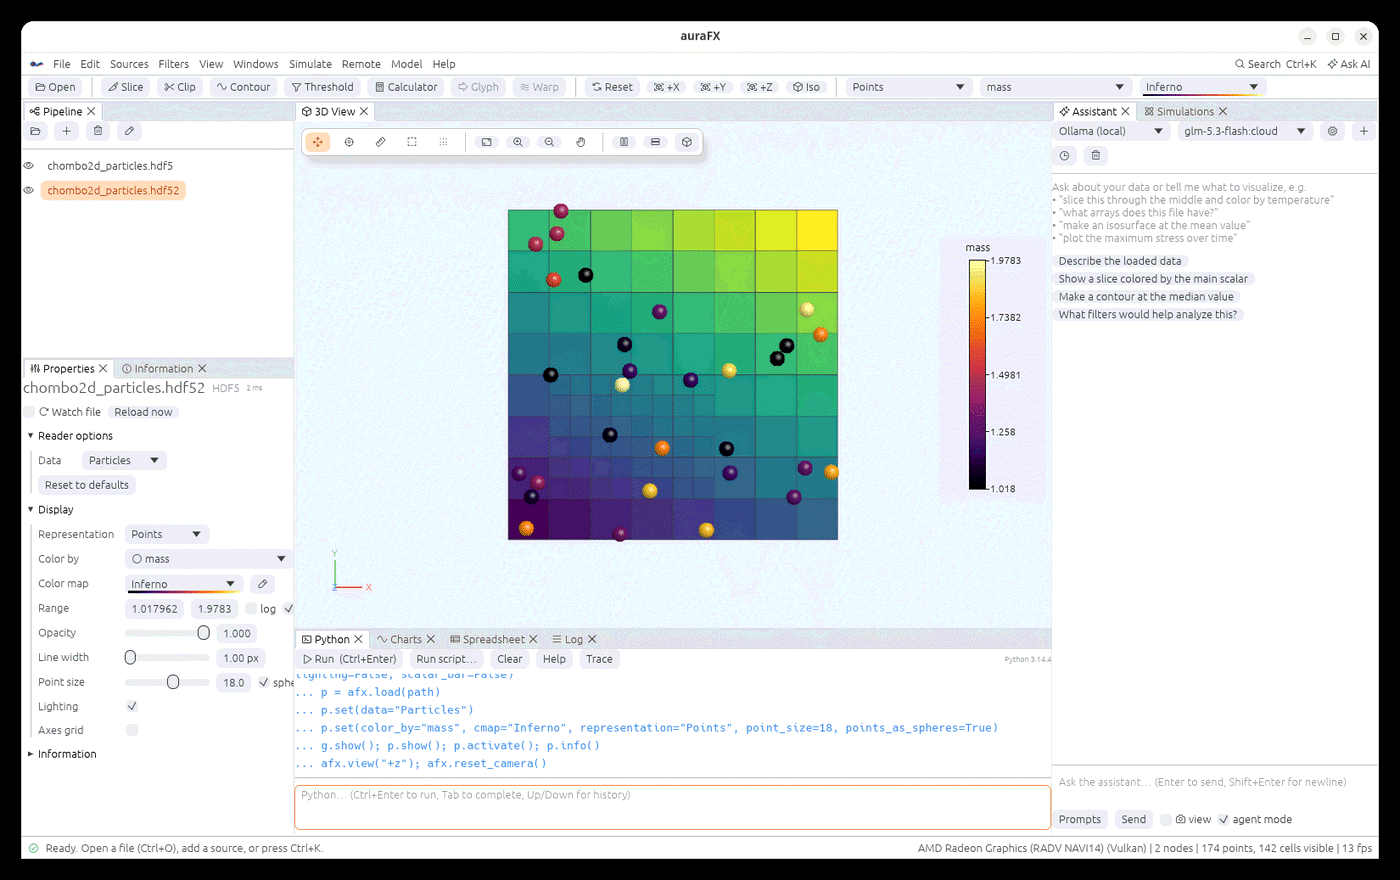 auraFX
File Edit Sources Filters View Windows Simulate Remote Model Help
Search Ctrl+K Ask AI
Open Slice Clip Contour Threshold Calculator Glyph Warp Reset +X +Y +Z Iso Points mass Inferno
Pipeline
3D View
Assistant Simulations
Ollama (local) glm-5.3-flash:cloud
chombo2d_particles.hdf5
chombo2d_particles.hdf52
Ask about your data or tell me what to visualize, e.g.
• "slice this through the middle and color by temperature"
• "what arrays does this file have?"
• "make an isosurface at the mean value"
• "plot the maximum stress over time"
Describe the loaded data
Show a slice colored by the main scalar
Make a contour at the median value
What filters would help analyze this?
mass
1.9783
1.7382
1.4981
1.258
1.018
Y
Z X
Properties Information
chombo2d_particles.hdf52 HDF5 2 ms
Watch file Reload now
Reader options
Data Particles
Reset to defaults
Display
Representation Points
Color by mass
Color map Inferno
Range 1.017962 1.9783 log
Opacity 1.000
Line width 1.00 px
Point size 18.0 sphe
Lighting
Axes grid
Information
Python Charts Spreadsheet Log
Run (Ctrl+Enter) Run script... Clear Help Trace
Python 3.14.4
lighting=False, scalar_bar=False)
... p = afx.load(path)
... p.set(data="Particles")
... p.set(color_by="mass", cmap="Inferno", representation="Points", point_size=18, points_as_spheres=True)
... g.show(); p.show(); p.activate(); p.info()
... afx.view("+z"); afx.reset_camera()
Python... (Ctrl+Enter to run, Tab to complete, Up/Down for history)
Ask the assistant... (Enter to send, Shift+Enter for newline)
Prompts Send view agent mode
Ready. Open a file (Ctrl+O), add a source, or press Ctrl+K.
AMD Radeon Graphics (RADV NAVI14) (Vulkan) | 2 nodes | 174 points, 142 cells visible | 13 fps